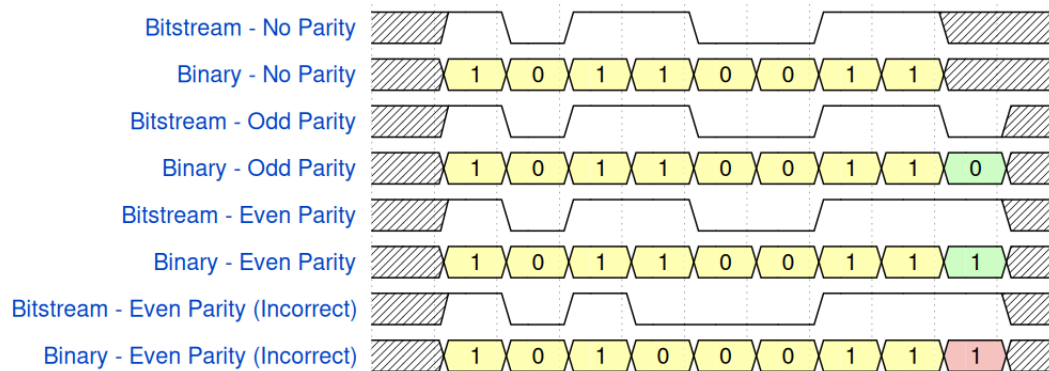 Bitstream - No Parity
Binary - No Parity 1 0 1 1 0 0 1 1
Bitstream - Odd Parity
Binary - Odd Parity 1 0 1 1 0 0 1 1 0
Bitstream - Even Parity
Binary - Even Parity 1 0 1 1 0 0 1 1 1
Bitstream - Even Parity (Incorrect)
Binary - Even Parity (Incorrect) 1 0 1 0 0 0 1 1 1